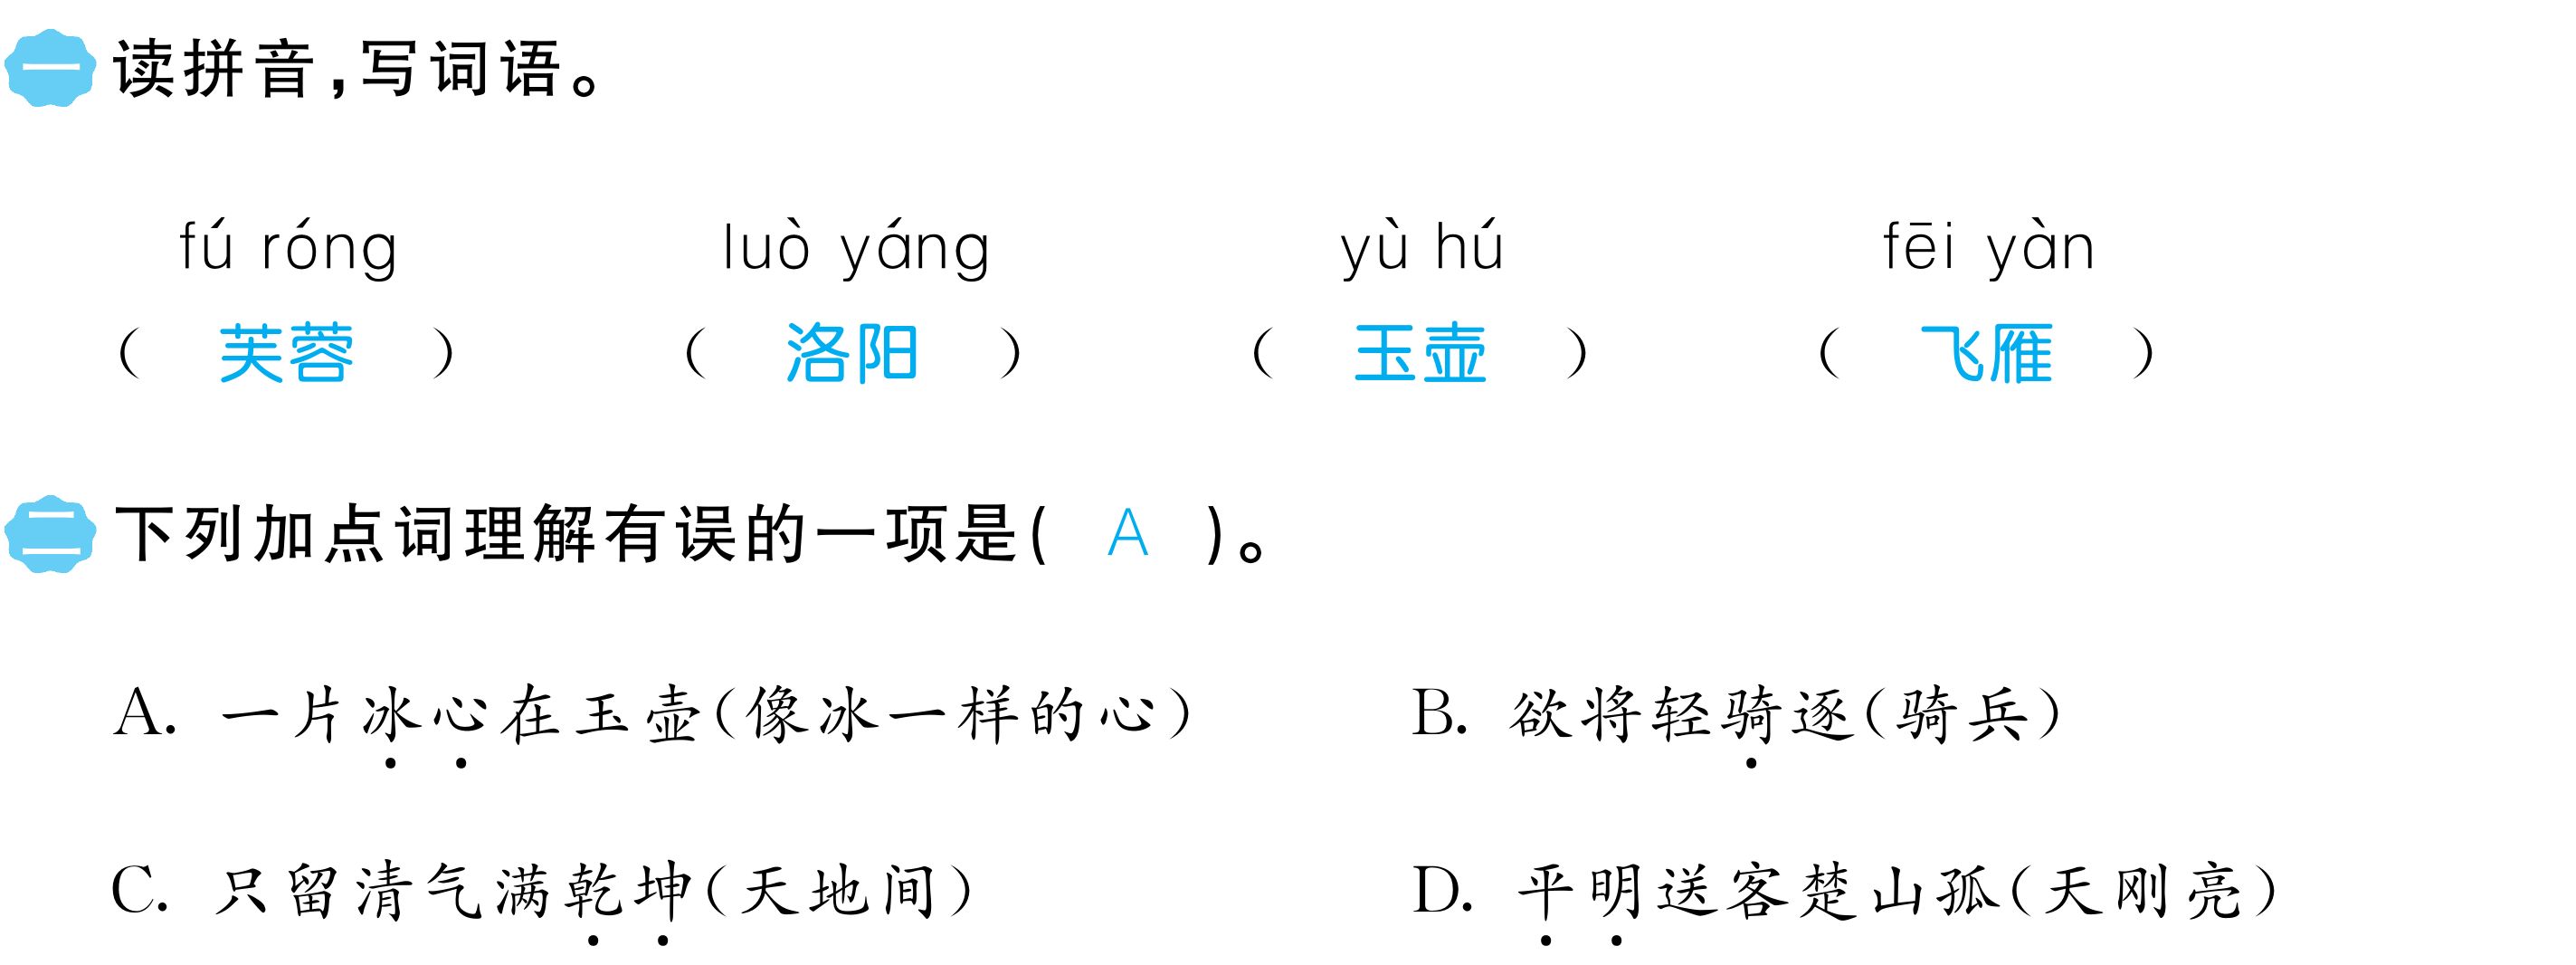 一 读拼音,写词语。
fú róng luò yáng yù hú fēi yàn
( 芙蓉 ) ( 洛阳 ) ( 玉壶 ) ( 飞雁 )
二 下列加点词理解有误的一项是( A )。
A. 一片冰心在玉壶(像冰一样的心) B. 欲将轻骑逐(骑兵)
C. 只留清气满乾坤(天地间) D. 平明送客楚山孤(天刚亮)